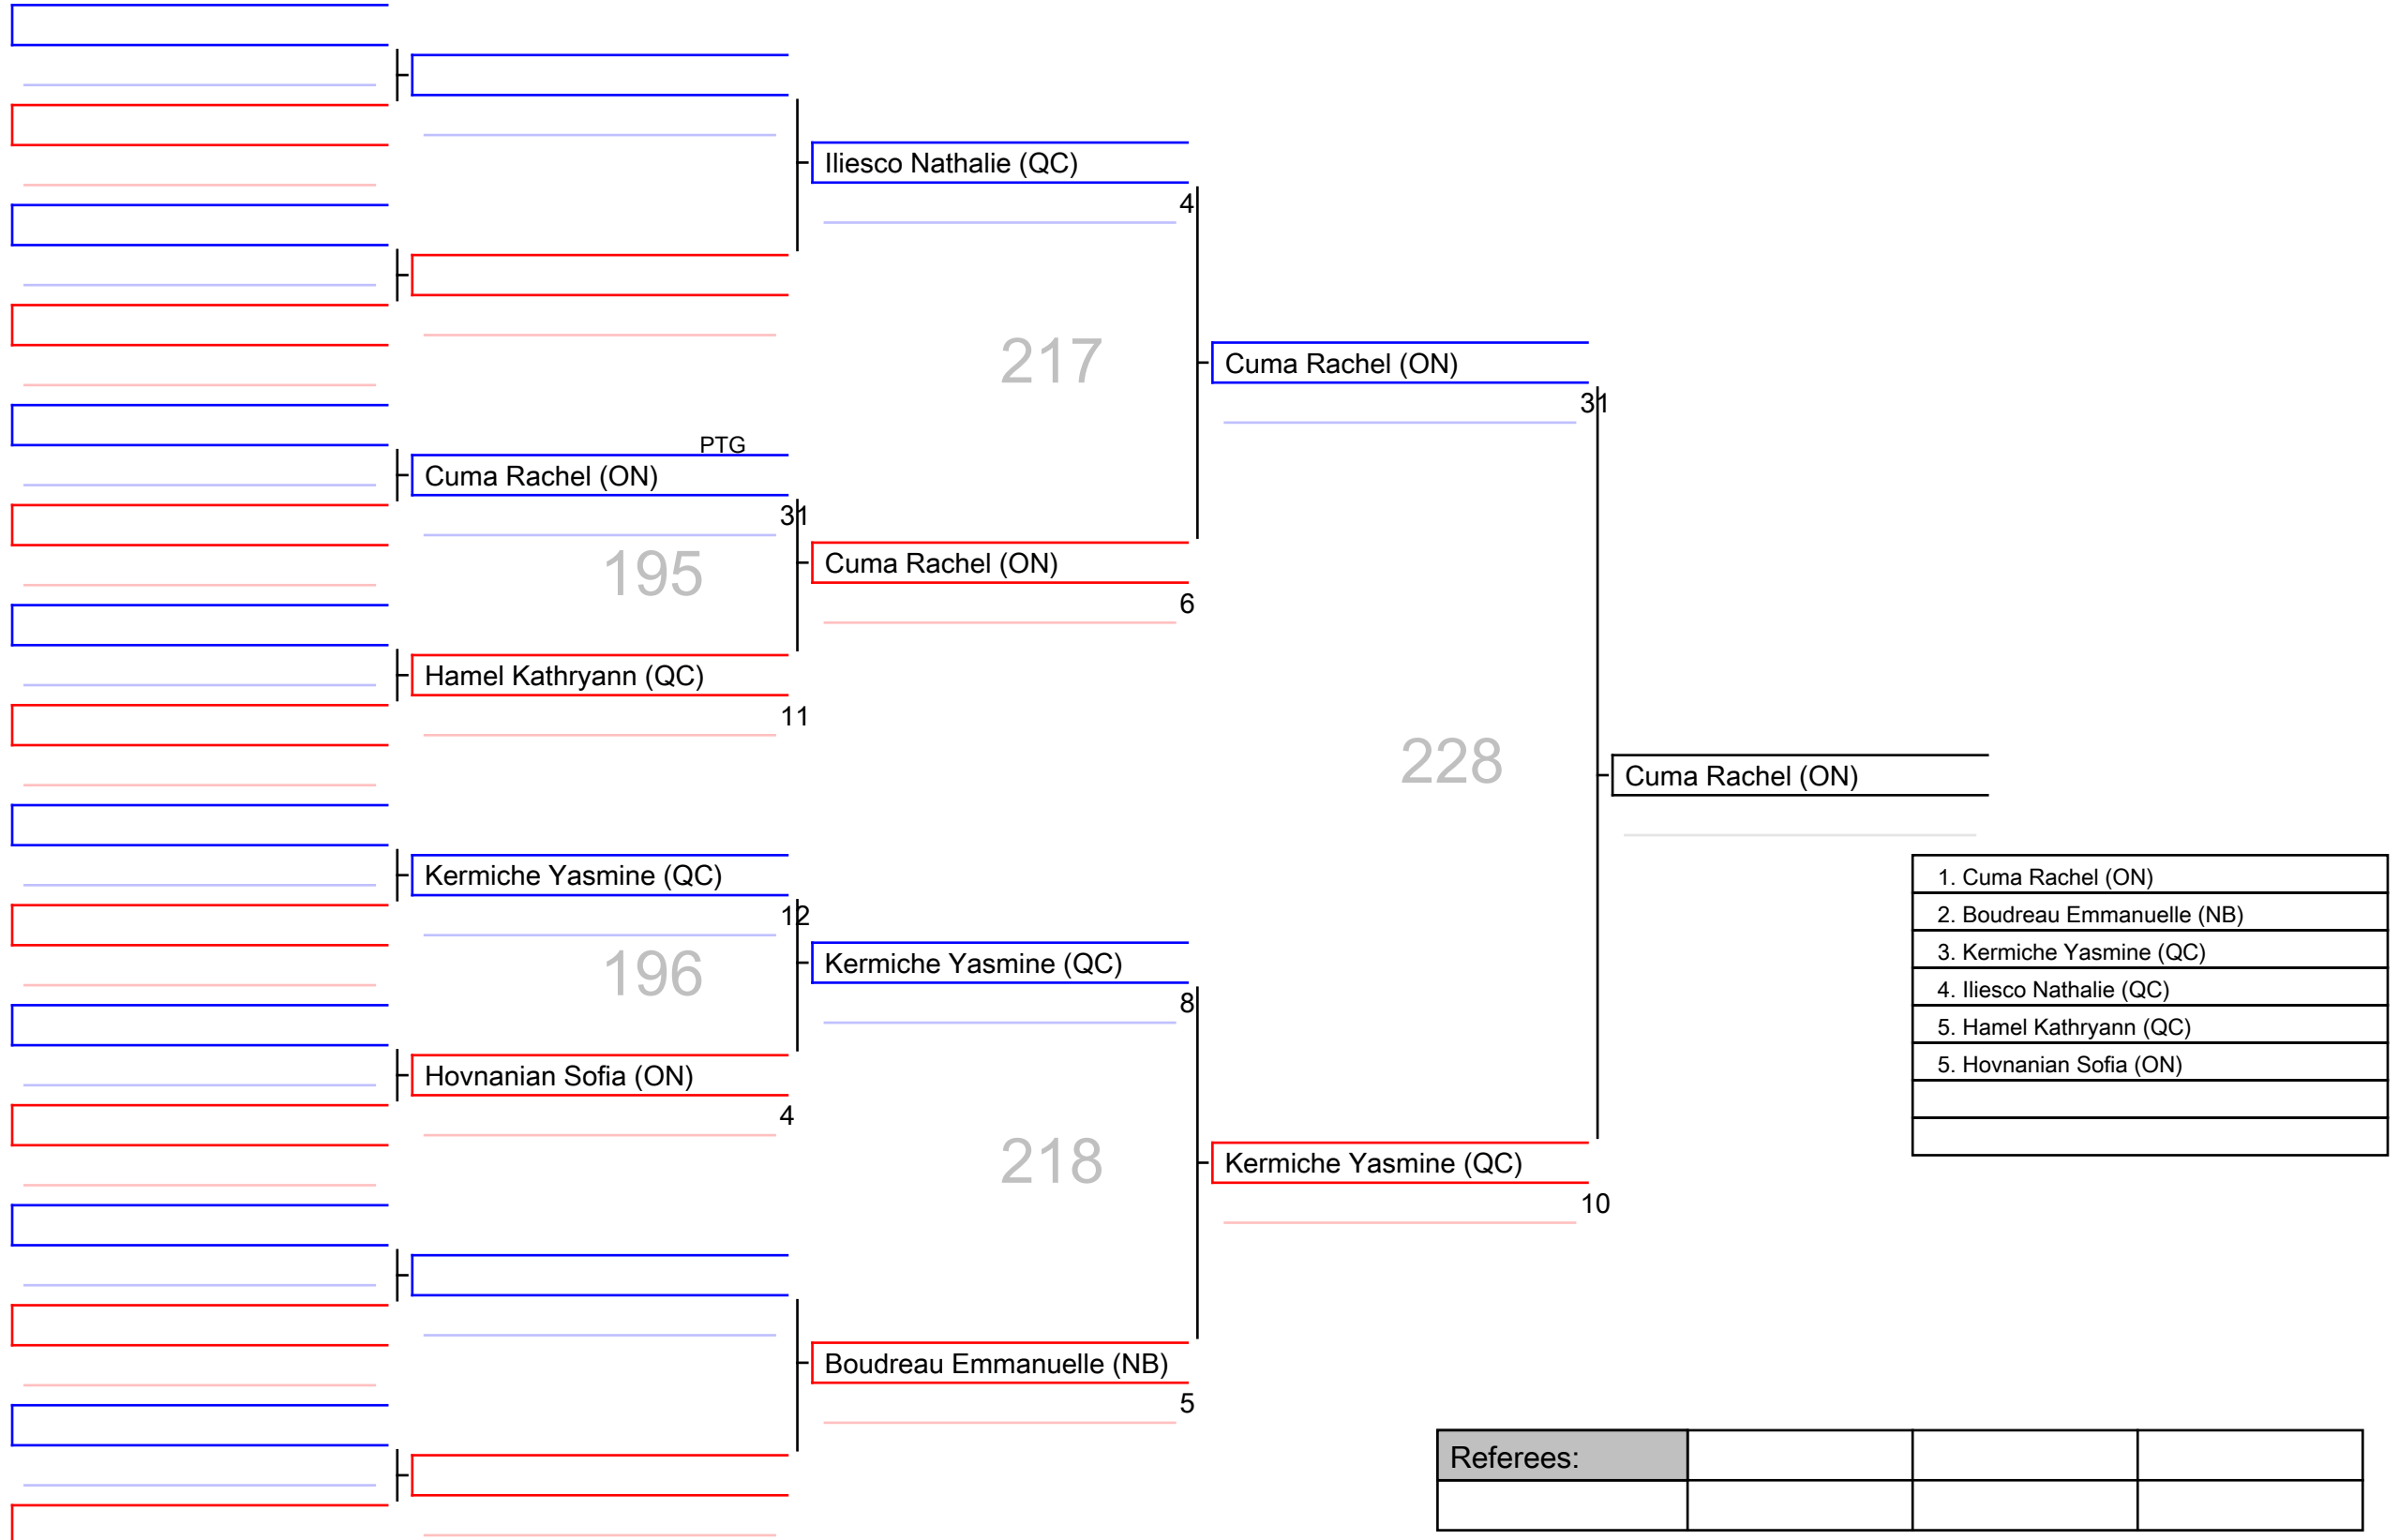 Iliesco Nathalie (QC)
4
217
Cuma Rachel (ON)
31
PTG
Cuma Rachel (ON)
31
195
Cuma Rachel (ON)
6
Hamel Kathryann (QC)
11
228
Cuma Rachel (ON)
Kermiche Yasmine (QC)
12
196
Kermiche Yasmine (QC)
8
Hovnanian Sofia (ON)
4
218
Kermiche Yasmine (QC)
10
Boudreau Emmanuelle (NB)
5
1. Cuma Rachel (ON)
2. Boudreau Emmanuelle (NB)
3. Kermiche Yasmine (QC)
4. Iliesco Nathalie (QC)
5. Hamel Kathryann (QC)
5. Hovnanian Sofia (ON)
Referees: